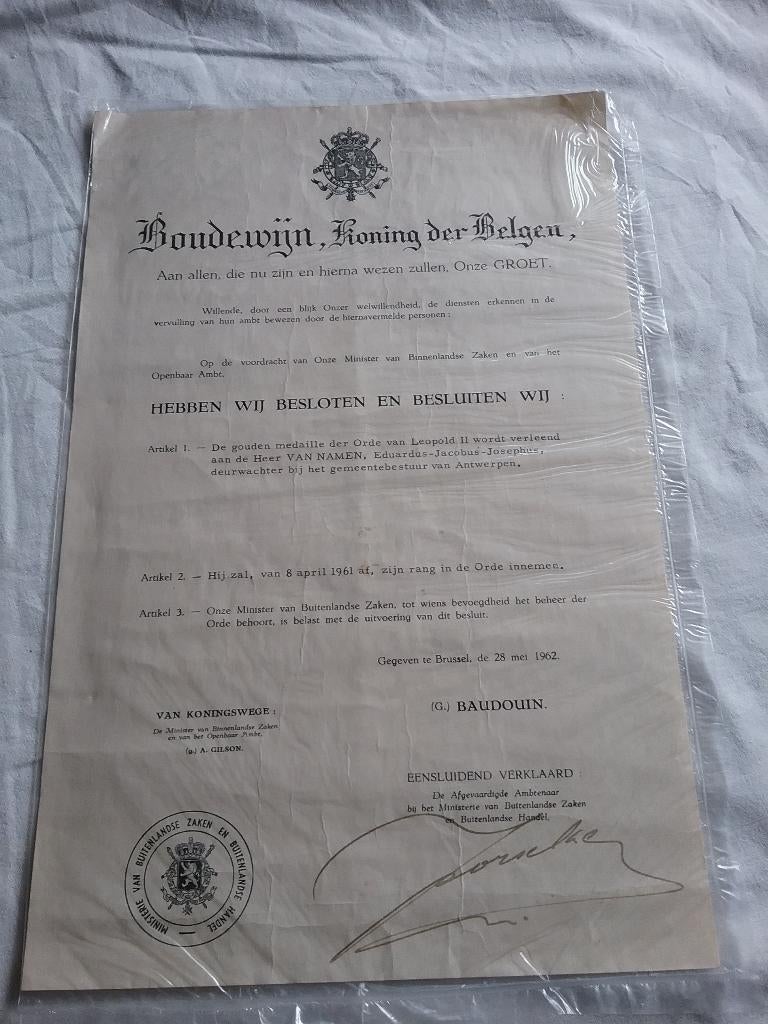 Boudewijn, Koning der Belgen,
Aan allen, die nu zijn en hierna wezen zullen, Onze GROET.
Willende, door een blijk Onzer welwillendheid, de diensten erkennen in de
vervulling van hun ambt bewezen door de hiernavermelde personen :
Op de voordracht van Onze Minister van Binnenlandse Zaken en van het
Openbaar Ambt,
HEBBEN WIJ BESLOTEN EN BESLUITEN WIJ :
Artikel 1. — De gouden medaille der Orde van Leopold II wordt verleend
aan de Heer VAN NAMEN, Eduardus-Jacobus-Josephus,
deurwachter bij het gemeentebestuur van Antwerpen.
Artikel 2. — Hij zal, van 8 april 1961 af, zijn rang in de Orde innemen.
Artikel 3. — Onze Minister van Buitenlandse Zaken, tot wiens bevoegdheid het beheer der
Orde behoort, is belast met de uitvoering van dit besluit.
Gegeven te Brussel, de 28 mei 1962.
(G.) BAUDOUIN.
VAN KONINGSWEGE :
De Minister van Binnenlandse Zaken
en van het Openbaar Ambt,
(g.) A. GILSON.
EENSLUIDEND VERKLAARD :
De Afgevaardigde Ambtenaar
bij het Ministerie van Buitenlandse Zaken
en Buitenlandse Handel,
MINISTERIE VAN BUITENLANDSE ZAKEN EN BUITENLANDSE HANDEL